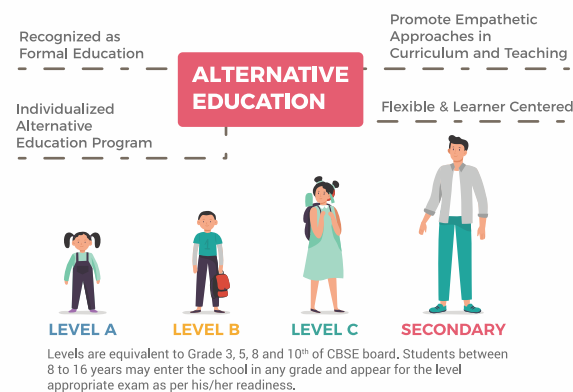 Recognized as
Formal Education
Promote Empathetic
Approaches in
Curriculum and Teaching
ALTERNATIVE
EDUCATION
Individualized
Alternative
Education Program
Flexible & Learner Centered
LEVEL A
LEVEL B
LEVEL C
SECONDARY
Levels are equivalent to Grade 3, 5, 8 and 10th of CBSE board. Students between
8 to 16 years may enter the school in any grade and appear for the level
appropriate exam as per his/her readiness.